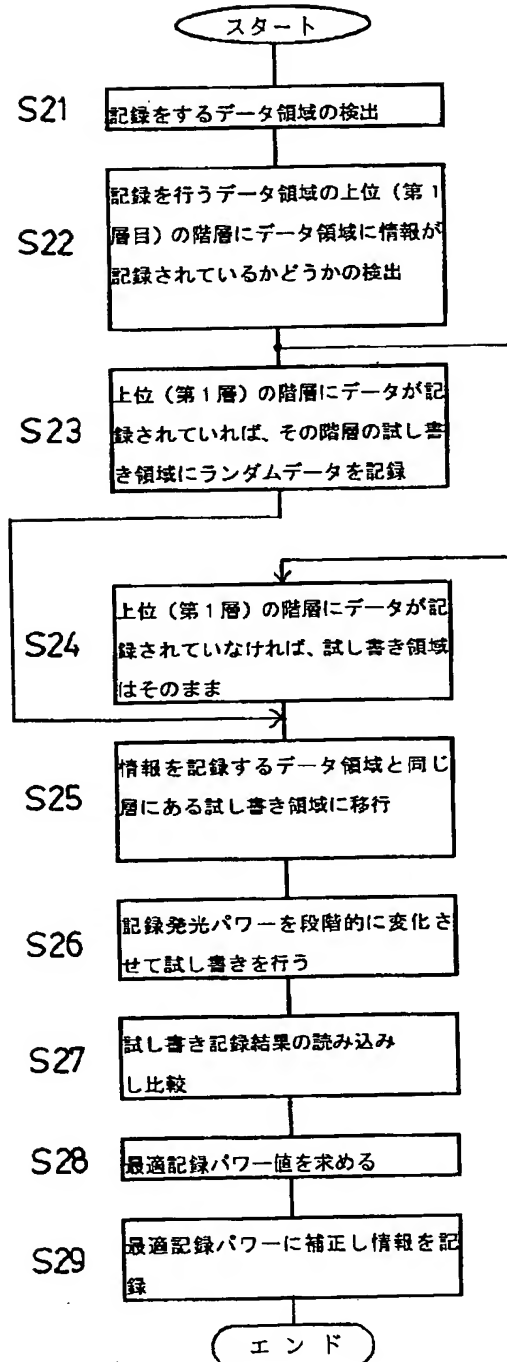 スタート
S21
記録をするデータ領域の検出
S22
記録を行うデータ領域の上位（第1
層目）の階層にデータ領域に情報が
記録されているかどうかの検出
S23
上位（第1層）の階層にデータが記
録されていれば、その階層の試し書
き領域にランダムデータを記録
S24
上位（第1層）の階層にデータが記
録されていなければ、試し書き領域
はそのまま
S25
情報を記録するデータ領域と同じ
層にある試し書き領域に移行
S26
記録発光パワーを段階的に変化さ
せて試し書きを行う
S27
試し書き記録結果の読み込み
し比較
S28
最適記録パワー値を求める
S29
最適記録パワーに補正し情報を記
録
エンド